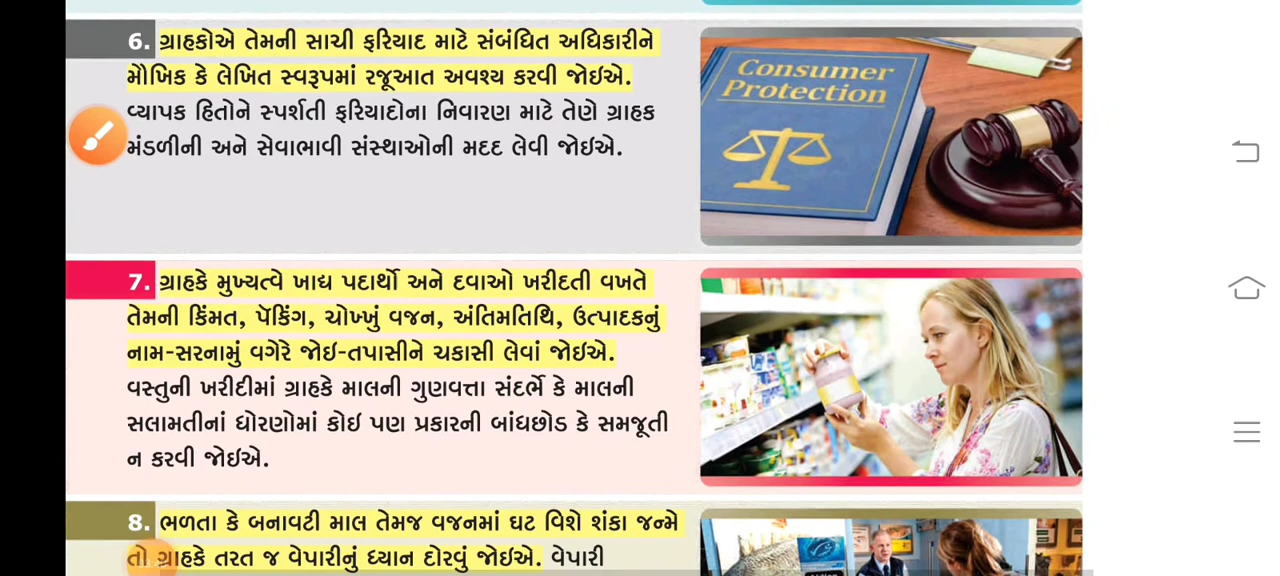 6. ગ્રાહકોએ તેમની સાચી ફરિયાદ માટે સંબંધિત અધિકારીને
મૌખિક કે લેખિત સ્વરૂપમાં રજૂઆત અવશ્ય કરવી જોઇએ.
વ્યાપક હિતોને સ્પર્શતી ફરિયાદોના નિવારણ માટે તેણે ગ્રાહક
મંડળીની અને સેવાભાવી સંસ્થાઓની મદદ લેવી જોઇએ.
Consumer
Protection
7. ગ્રાહકે મુખ્યત્વે ખાદ્ય પદાર્થો અને દવાઓ ખરીદતી વખતે
તેમની કિંમત, પૅકિંગ, ચોખ્ખું વજન, અંતિમતિથિ, ઉત્પાદકનું
નામ-સરનામું વગેરે જોઇ-તપાસીને ચકાસી લેવાં જોઇએ.
વસ્તુની ખરીદીમાં ગ્રાહકે માલની ગુણવત્તા સંદર્ભે કે માલની
સલામતીનાં ધોરણોમાં કોઇ પણ પ્રકારની બાંધછોડ કે સમજૂતી
ન કરવી જોઇએ.
8. ભળતા કે બનાવટી માલ તેમજ વજનમાં ઘટ વિશે શંકા જન્મે
તો ગ્રાહકે તરત જ વેપારીનું ધ્યાન દોરવું જોઇએ. વેપારી